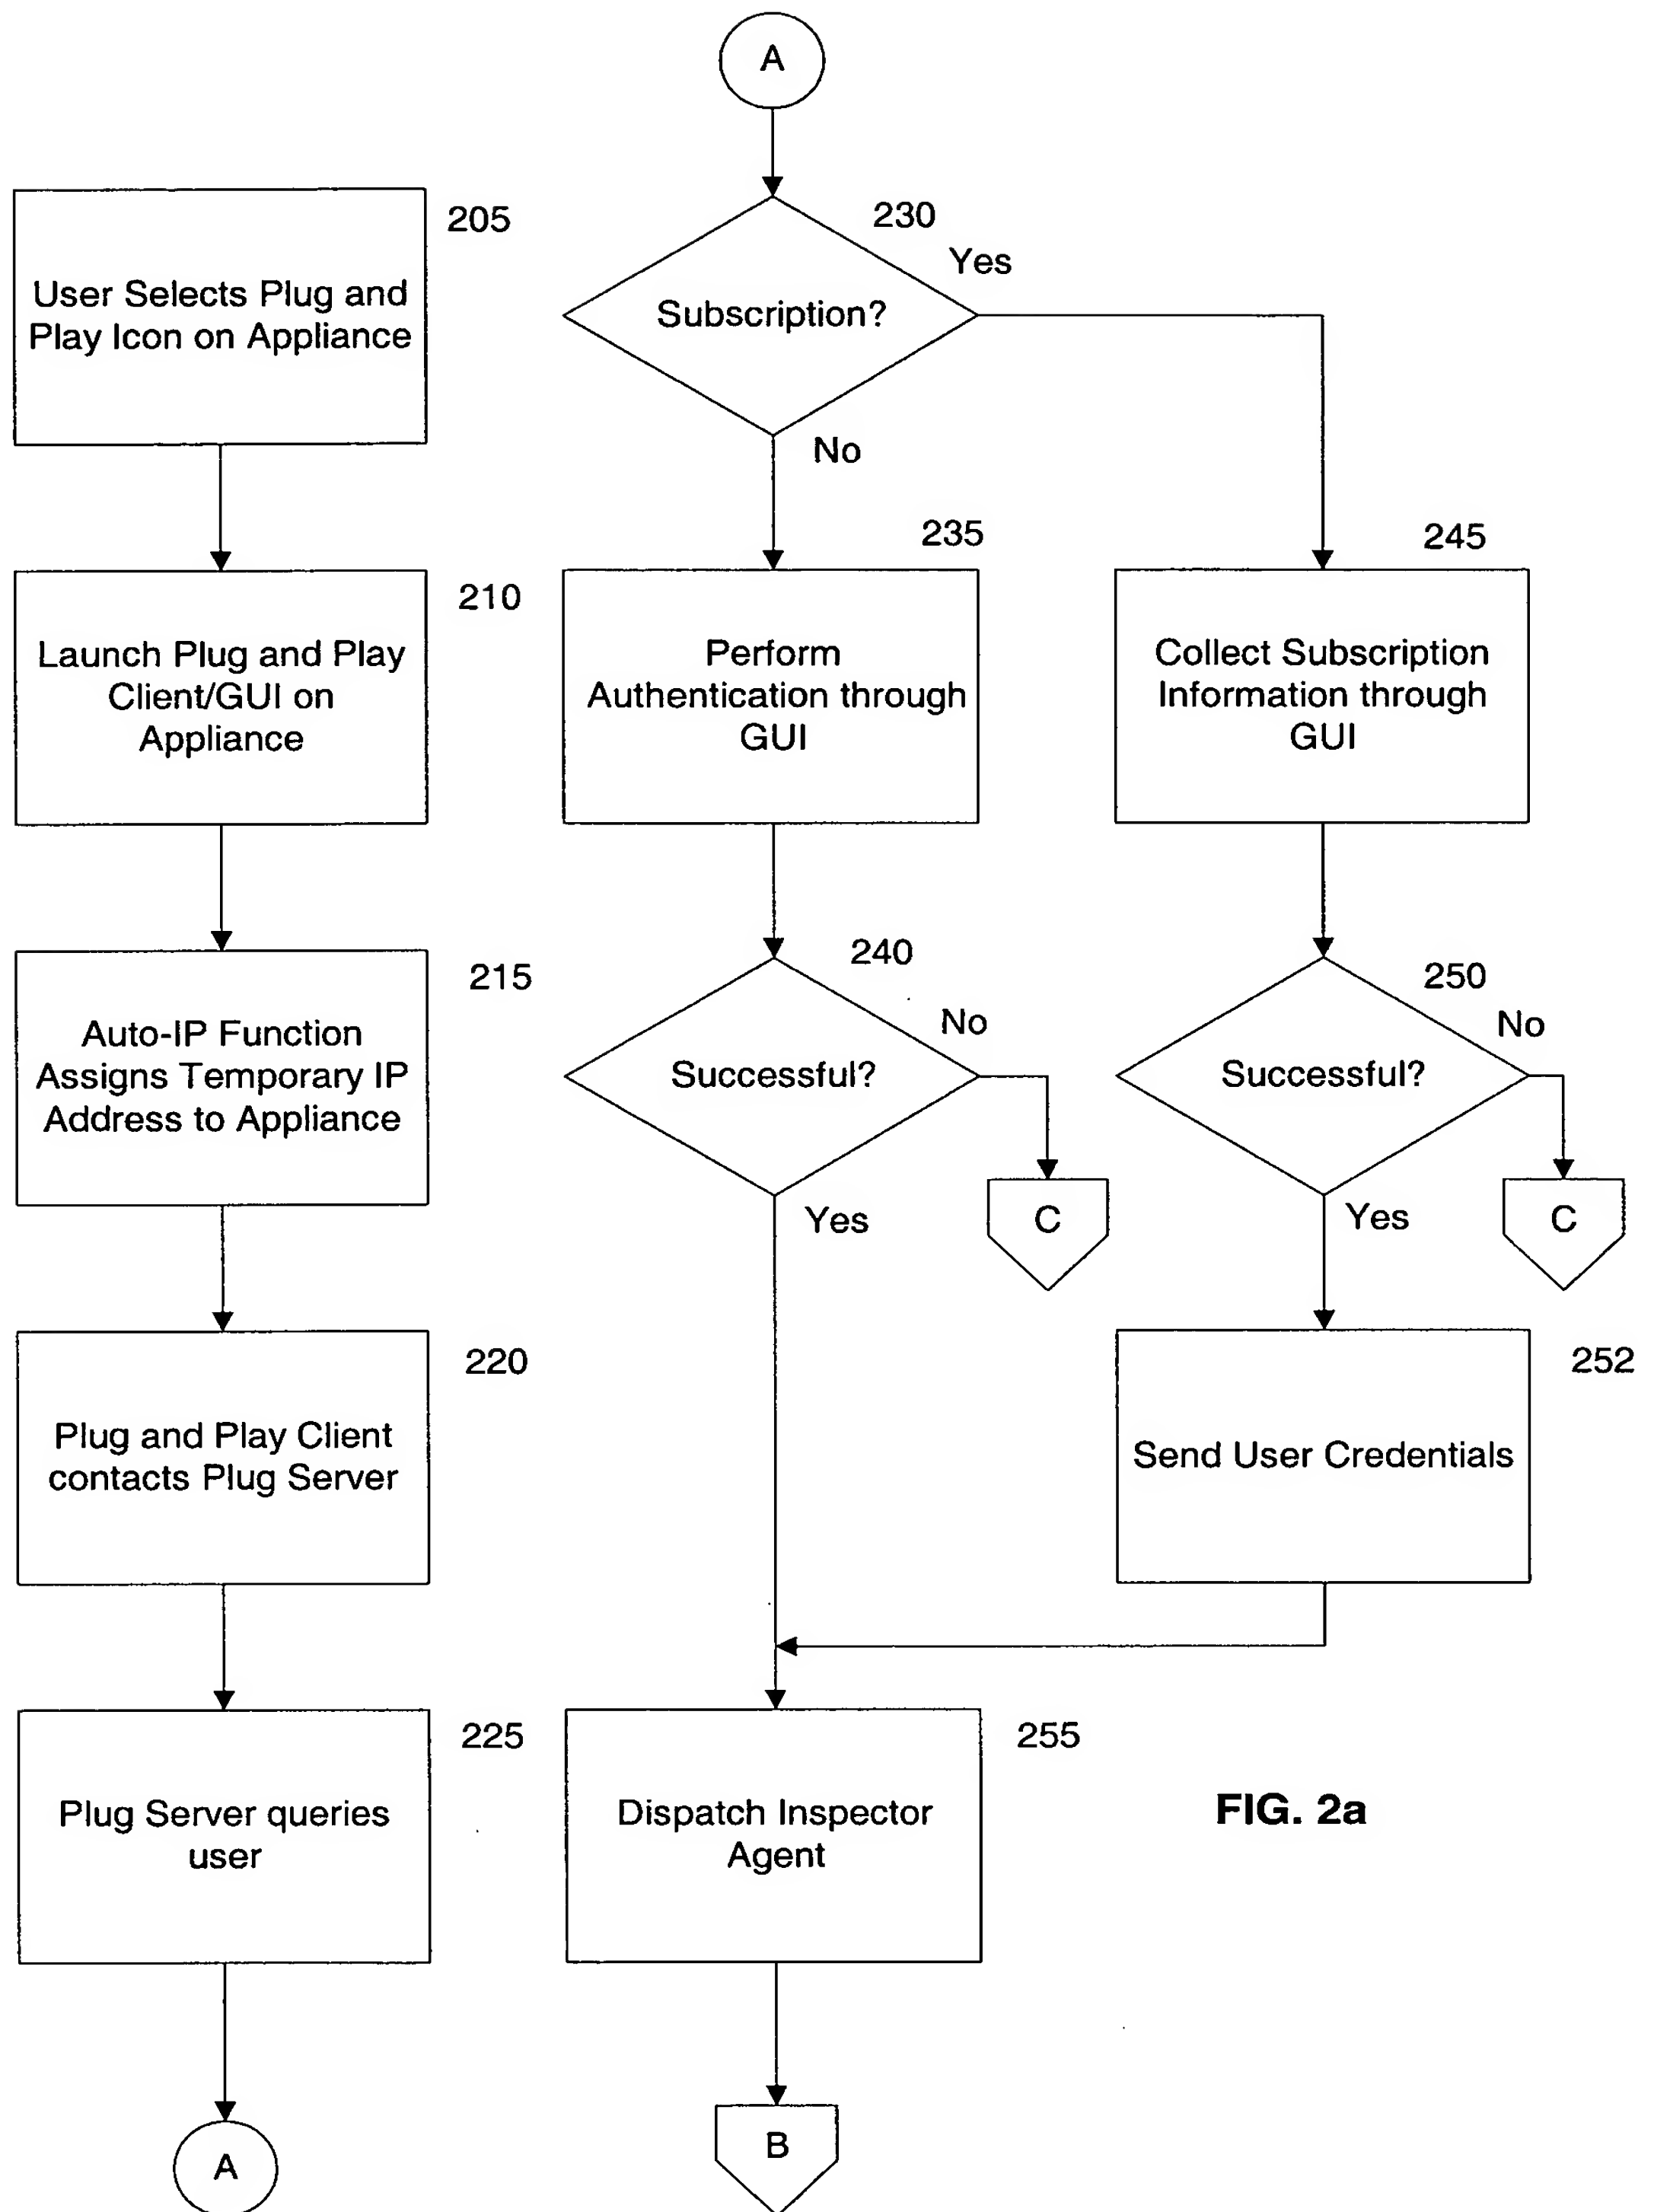 205
User Selects Plug and
Play Icon on Appliance
210
Launch Plug and Play
Client/GUI on
Appliance
215
Auto-IP Function
Assigns Temporary IP
Address to Appliance
220
Plug and Play Client
contacts Plug Server
225
Plug Server queries
user
A
A
230
Yes
Subscription?
No
235
Perform
Authentication through
GUI
240
No
Successful?
Yes
C
245
Collect Subscription
Information through
GUI
250
No
Successful?
Yes
C
252
Send User Credentials
255
Dispatch Inspector
Agent
B
FIG. 2a